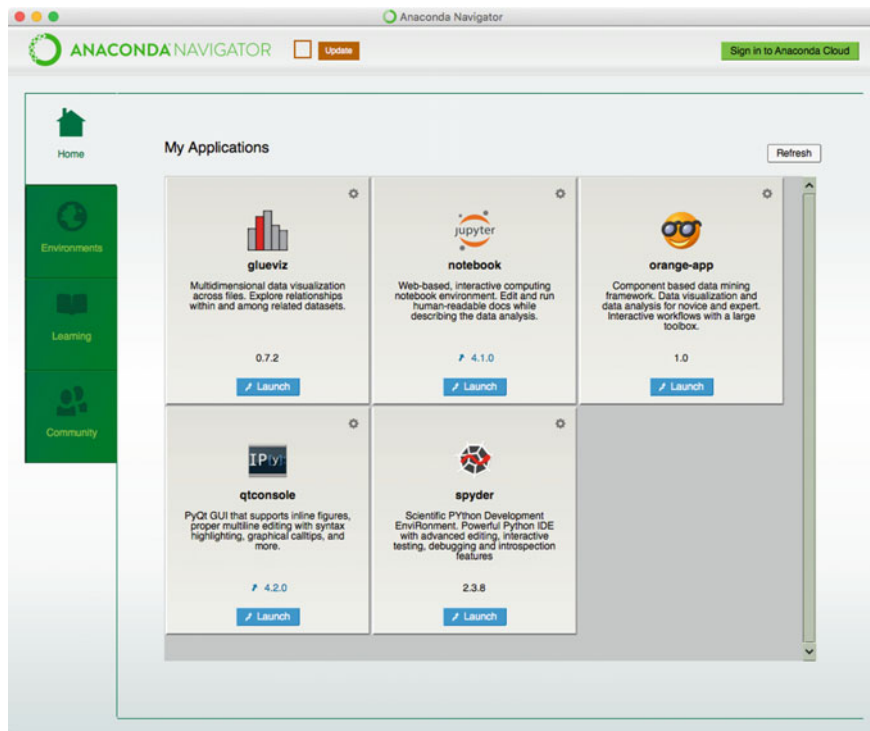 Anaconda Navigator
ANACONDA NAVIGATOR
Update
Sign in to Anaconda Cloud
Home
Environments
Learning
Community
My Applications
Refresh
glueviz
Multidimensional data visualization
across files. Explore relationships
within and among related datasets.
0.7.2
Launch
jupyter
notebook
Web-based, interactive computing
notebook environment. Edit and run
human-readable docs while
describing the data analysis.
4.1.0
Launch
orange-app
Component based data mining
framework. Data visualization and
data analysis for novice and expert.
Interactive workflows with a large
toolbox.
1.0
Launch
IP[y]:
qtconsole
PyQt GUI that supports inline figures,
proper multiline editing with syntax
highlighting, graphical calltips, and
more.
4.2.0
Launch
spyder
Scientific PYthon Development
EnviRonment. Powerful Python IDE
with advanced editing, interactive
testing, debugging and introspection
features
2.3.8
Launch